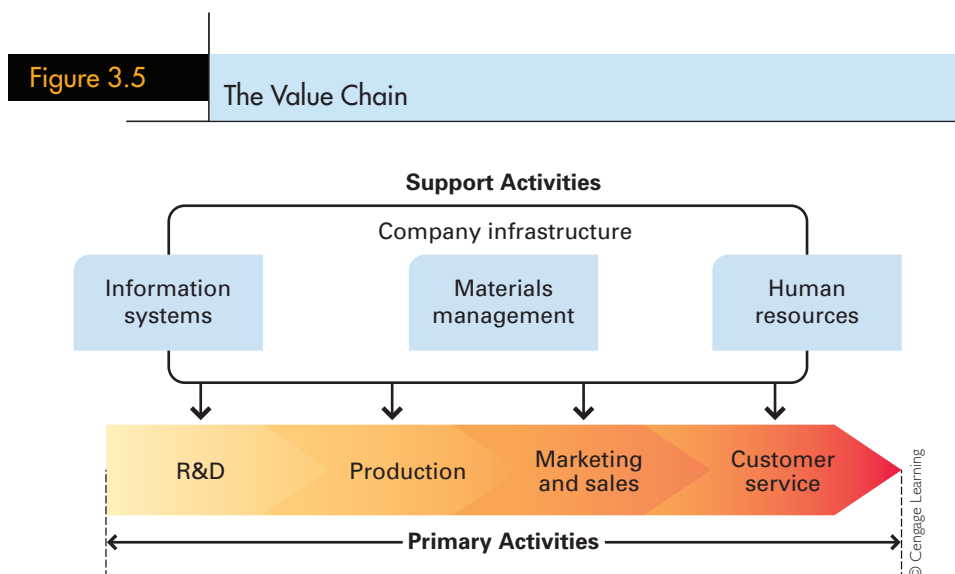 Figure 3.5
The Value Chain
Support Activities
Company infrastructure
Information
systems
Materials
management
Human
resources
R&D
Production
Marketing
and sales
Customer
service
Primary Activities
© Cengage Learning